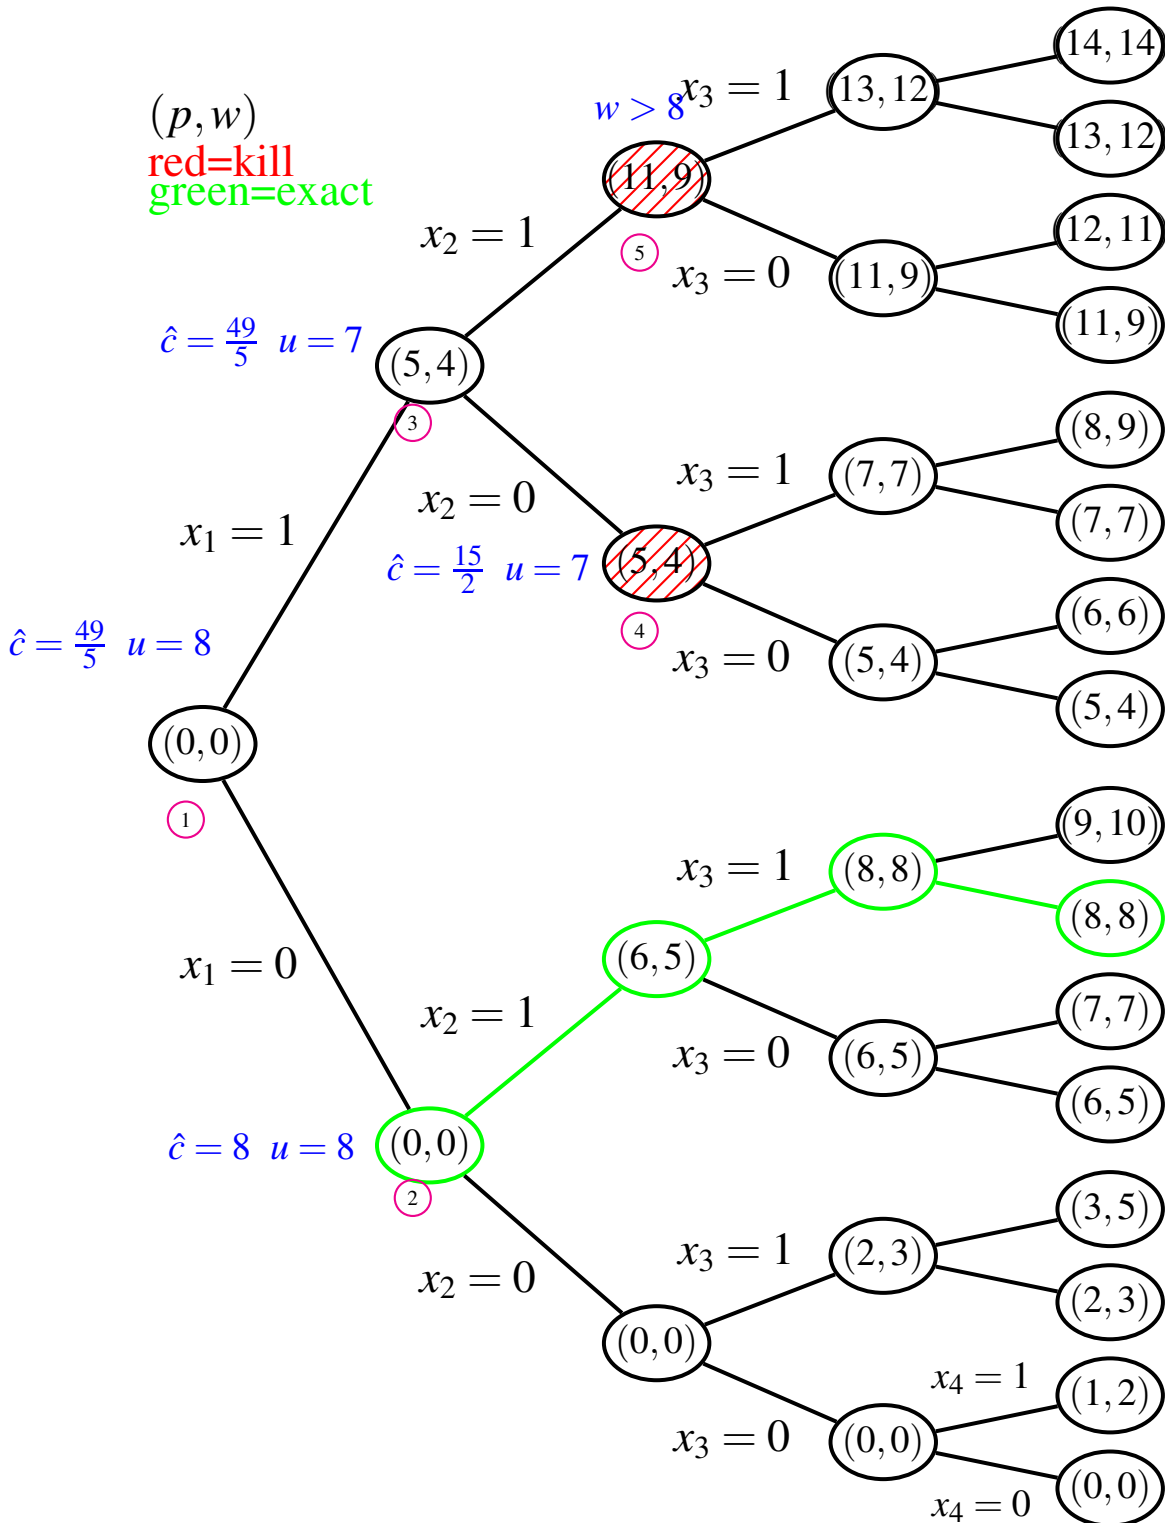 (14,14)
x₃ = 1
(13,12)
(p,w)
w > 8
(13,12)
red=kill
(11,9)
green=exact
(12,11)
x₂ = 1
5
x₃ = 0
(11,9)
(11,9)
ĉ = 49/5 u = 7
(5,4)
3
(8,9)
x₃ = 1
(7,7)
x₂ = 0
(7,7)
x₁ = 1
ĉ = 15/2 u = 7
(5,4)
(6,6)
4
ĉ = 49/5 u = 8
x₃ = 0
(5,4)
(5,4)
(0,0)
1
(9,10)
x₃ = 1
(8,8)
(8,8)
x₁ = 0
(6,5)
x₂ = 1
(7,7)
x₃ = 0
(6,5)
(6,5)
ĉ = 8 u = 8
(0,0)
2
(3,5)
x₃ = 1
(2,3)
x₂ = 0
(2,3)
(0,0)
x₄ = 1
(1,2)
x₃ = 0
(0,0)
(0,0)
x₄ = 0